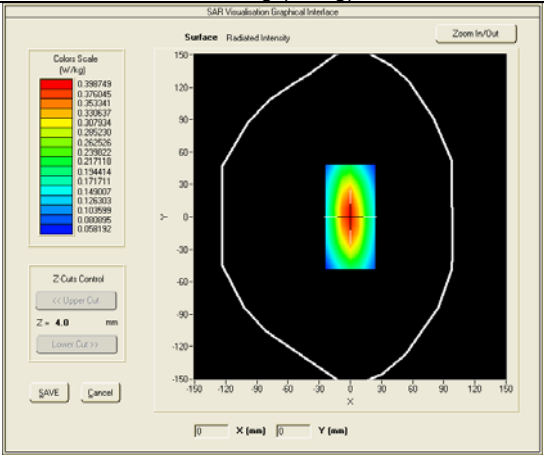 SAR Visualisation Graphical Interface
Surface Radiated Intensity
Zoom In/Out
Colors Scale
(W/kg)
0.398749
0.376045
0.353341
0.330637
0.307934
0.285230
0.262526
0.239822
0.217118
0.194414
0.171711
0.149007
0.126303
0.103599
0.080895
0.058192
Z-Cuts Control
<< Upper Cut
Z = 4.0 mm
Lower Cut >>
SAVE Cancel
150
120
90
60
30
0
-30
-60
-90
-120
-150
Y
-150 -120 -90 -60 -30 0 30 60 90 120 150
X
0 X (mm) 0 Y (mm)